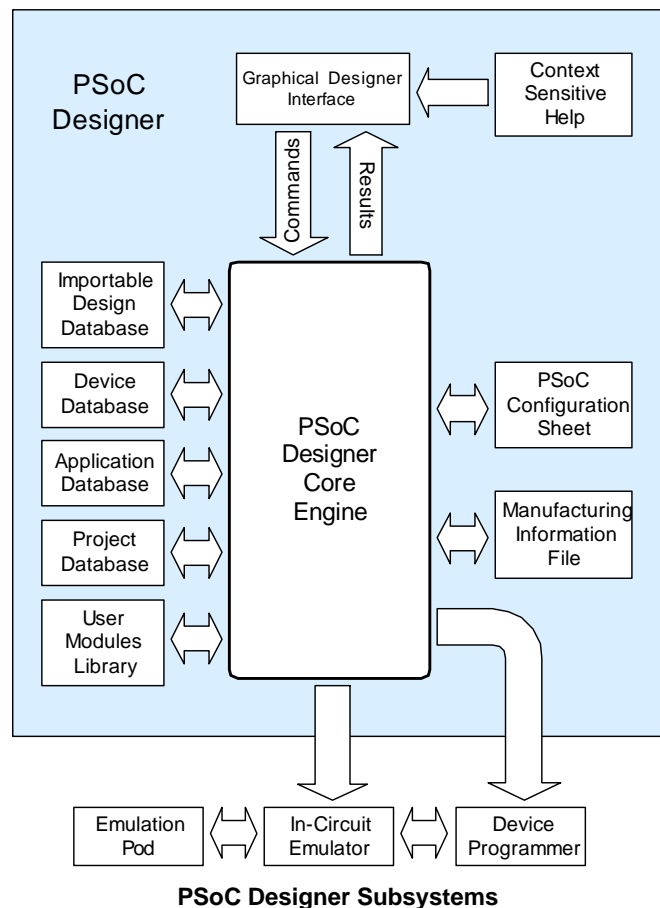 PSoC
Designer
Graphical Designer
Interface
Context
Sensitive
Help
Commands
Results
Importable
Design
Database
Device
Database
Application
Database
Project
Database
User
Modules
Library
PSoC
Designer
Core
Engine
PSoC
Configuration
Sheet
Manufacturing
Information
File
Emulation
Pod
In-Circuit
Emulator
Device
Programmer
PSoC Designer Subsystems